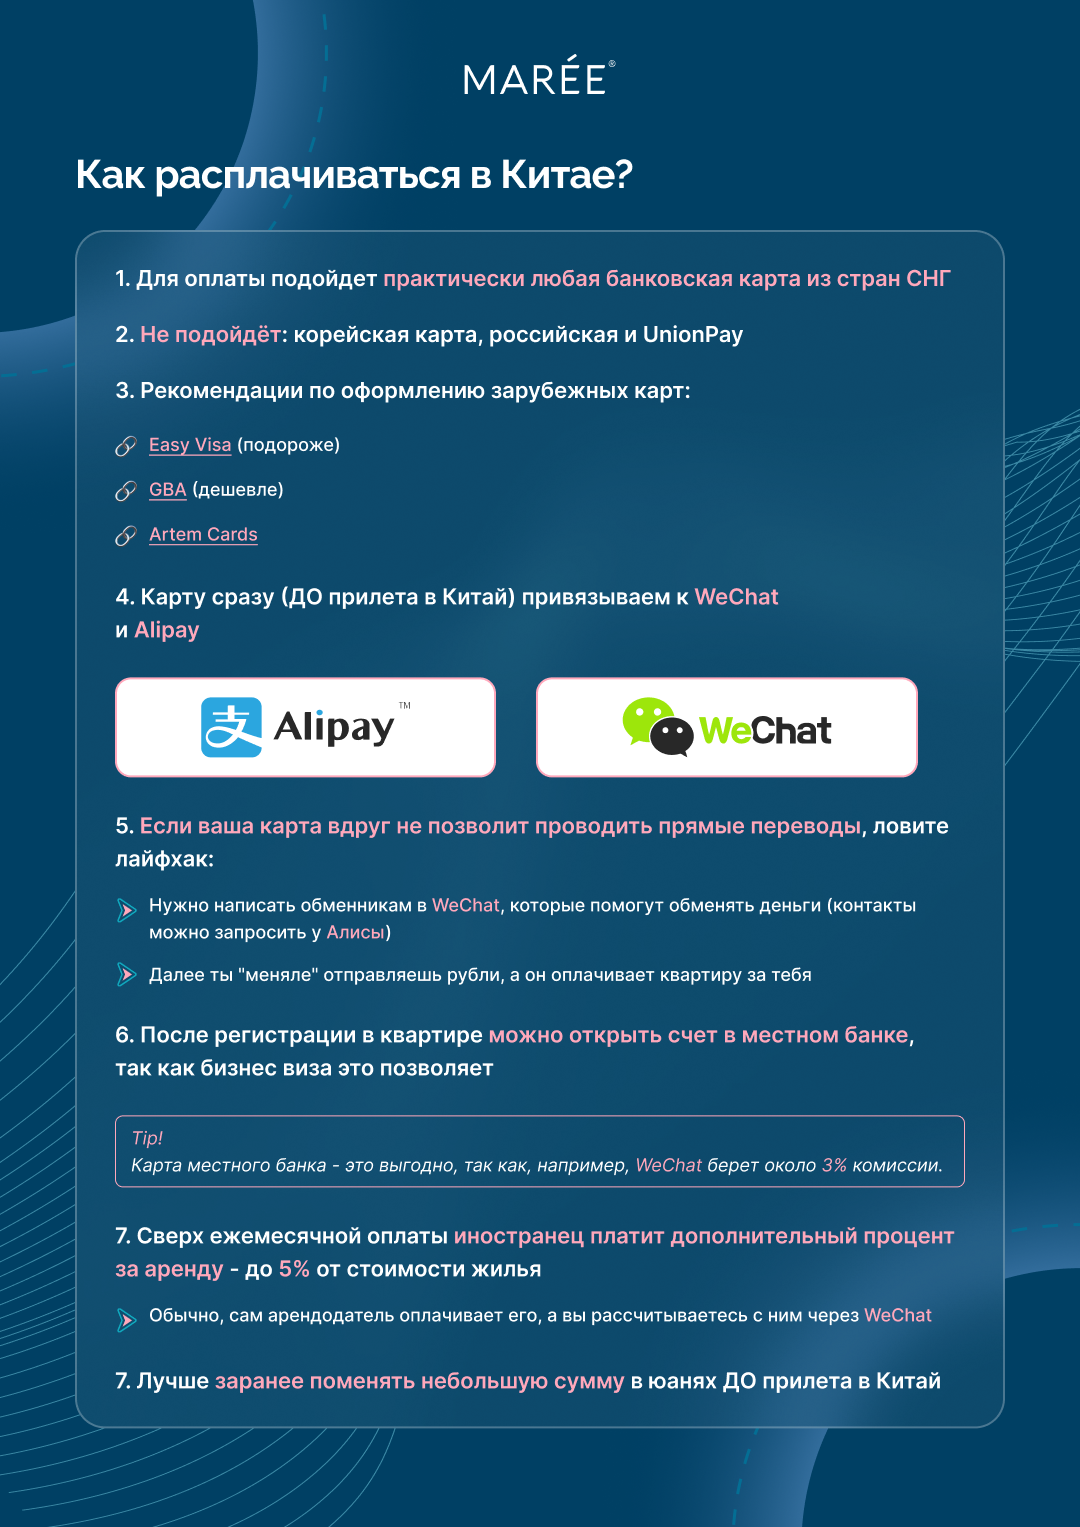 MARÉE®
Как расплачиваться в Китае?
1. Для оплаты подойдет практически любая банковская карта из стран СНГ
2. Не подойдёт: корейская карта, российская и UnionPay
3. Рекомендации по оформлению зарубежных карт:
Easy Visa (подороже)
GBA (дешевле)
Artem Cards
4. Карту сразу (ДО прилета в Китай) привязываем к WeChat
и Alipay
支 Alipay ™
WeChat
5. Если ваша карта вдруг не позволит проводить прямые переводы, ловите
лайфхак:
Нужно написать обменникам в WeChat, которые помогут обменять деньги (контакты
можно запросить у Алисы)
Далее ты "меняле" отправляешь рубли, а он оплачивает квартиру за тебя
6. После регистрации в квартире можно открыть счет в местном банке,
так как бизнес виза это позволяет
Tip!
Карта местного банка - это выгодно, так как, например, WeChat берет около 3% комиссии.
7. Сверх ежемесячной оплаты иностранец платит дополнительный процент
за аренду - до 5% от стоимости жилья
Обычно, сам арендодатель оплачивает его, а вы рассчитываетесь с ним через WeChat
7. Лучше заранее поменять небольшую сумму в юанях ДО прилета в Китай